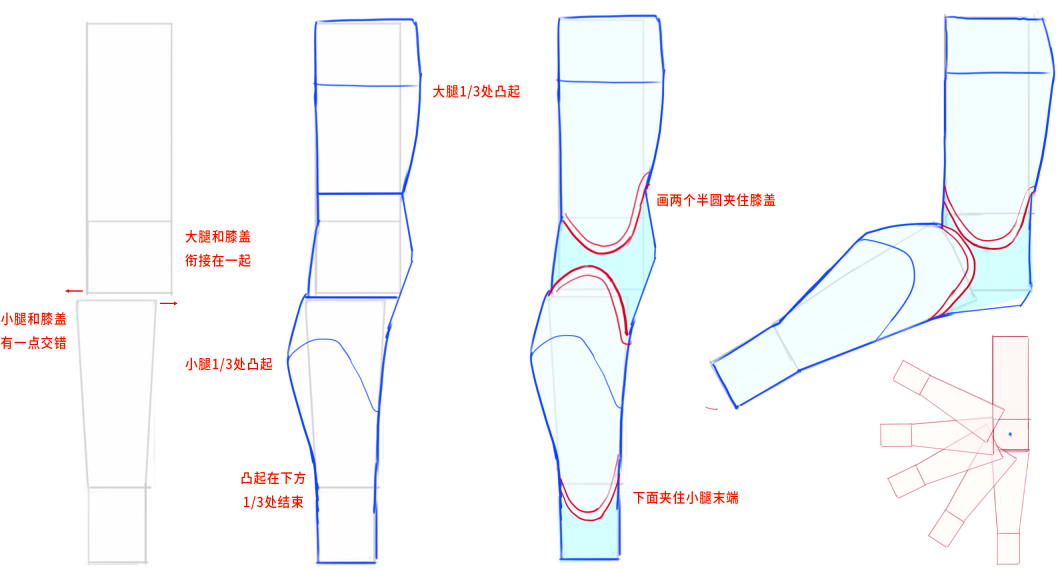 大腿和膝盖
衔接在一起
小腿和膝盖
有一点交错
大腿1/3处凸起
小腿1/3处凸起
凸起在下方
1/3处结束
画两个半圆夹住膝盖
下面夹住小腿末端